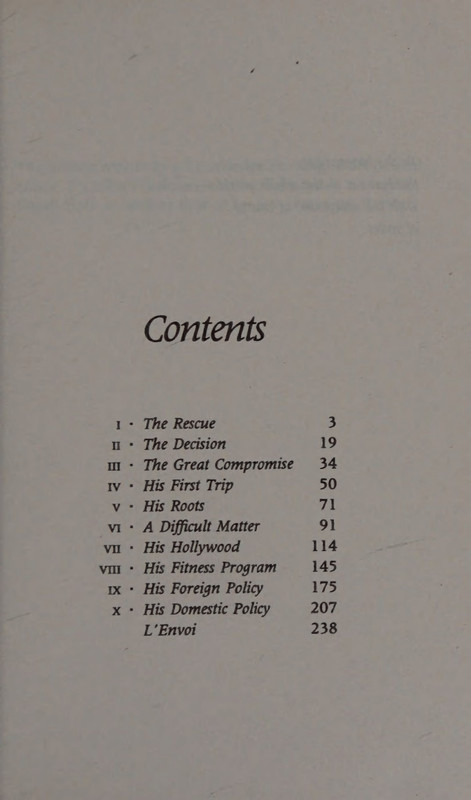 Contents
I · The Rescue 3
II · The Decision 19
III · The Great Compromise 34
IV · His First Trip 50
V · His Roots 71
VI · A Difficult Matter 91
VII · His Hollywood 114
VIII · His Fitness Program 145
IX · His Foreign Policy 175
X · His Domestic Policy 207
L'Envoi 238